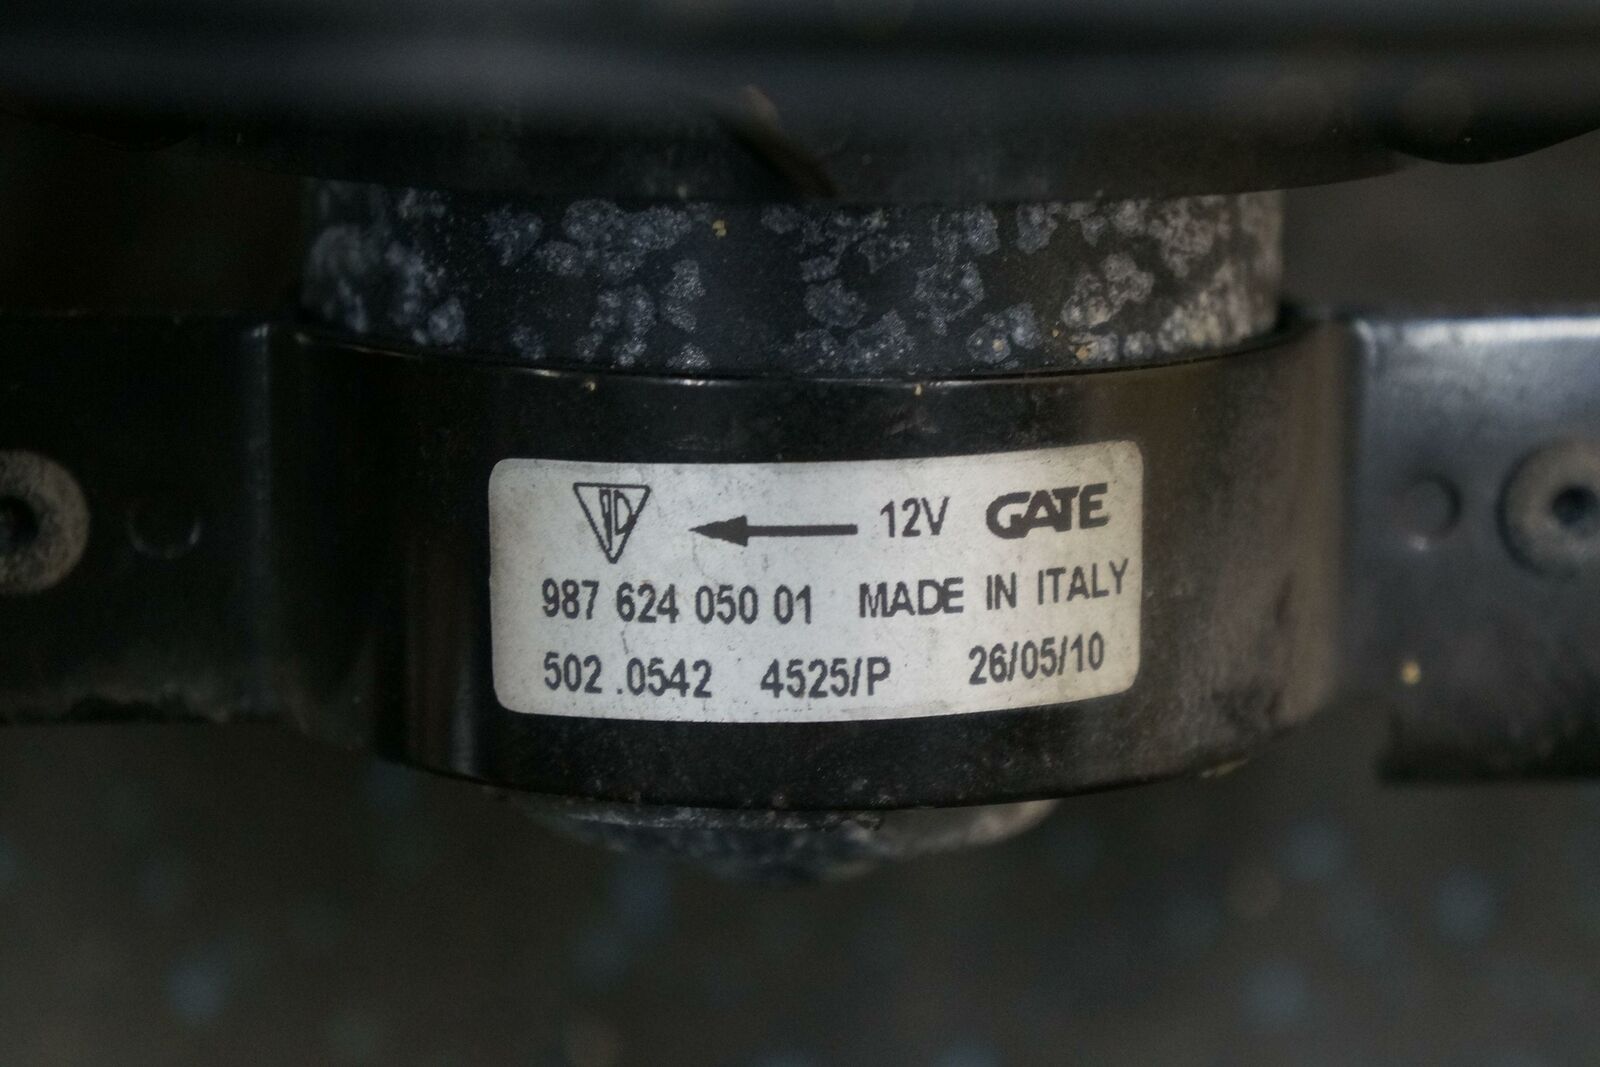 12V GATE
987 624 050 01 MADE IN ITALY
502 .0542 4525/P 26/05/10